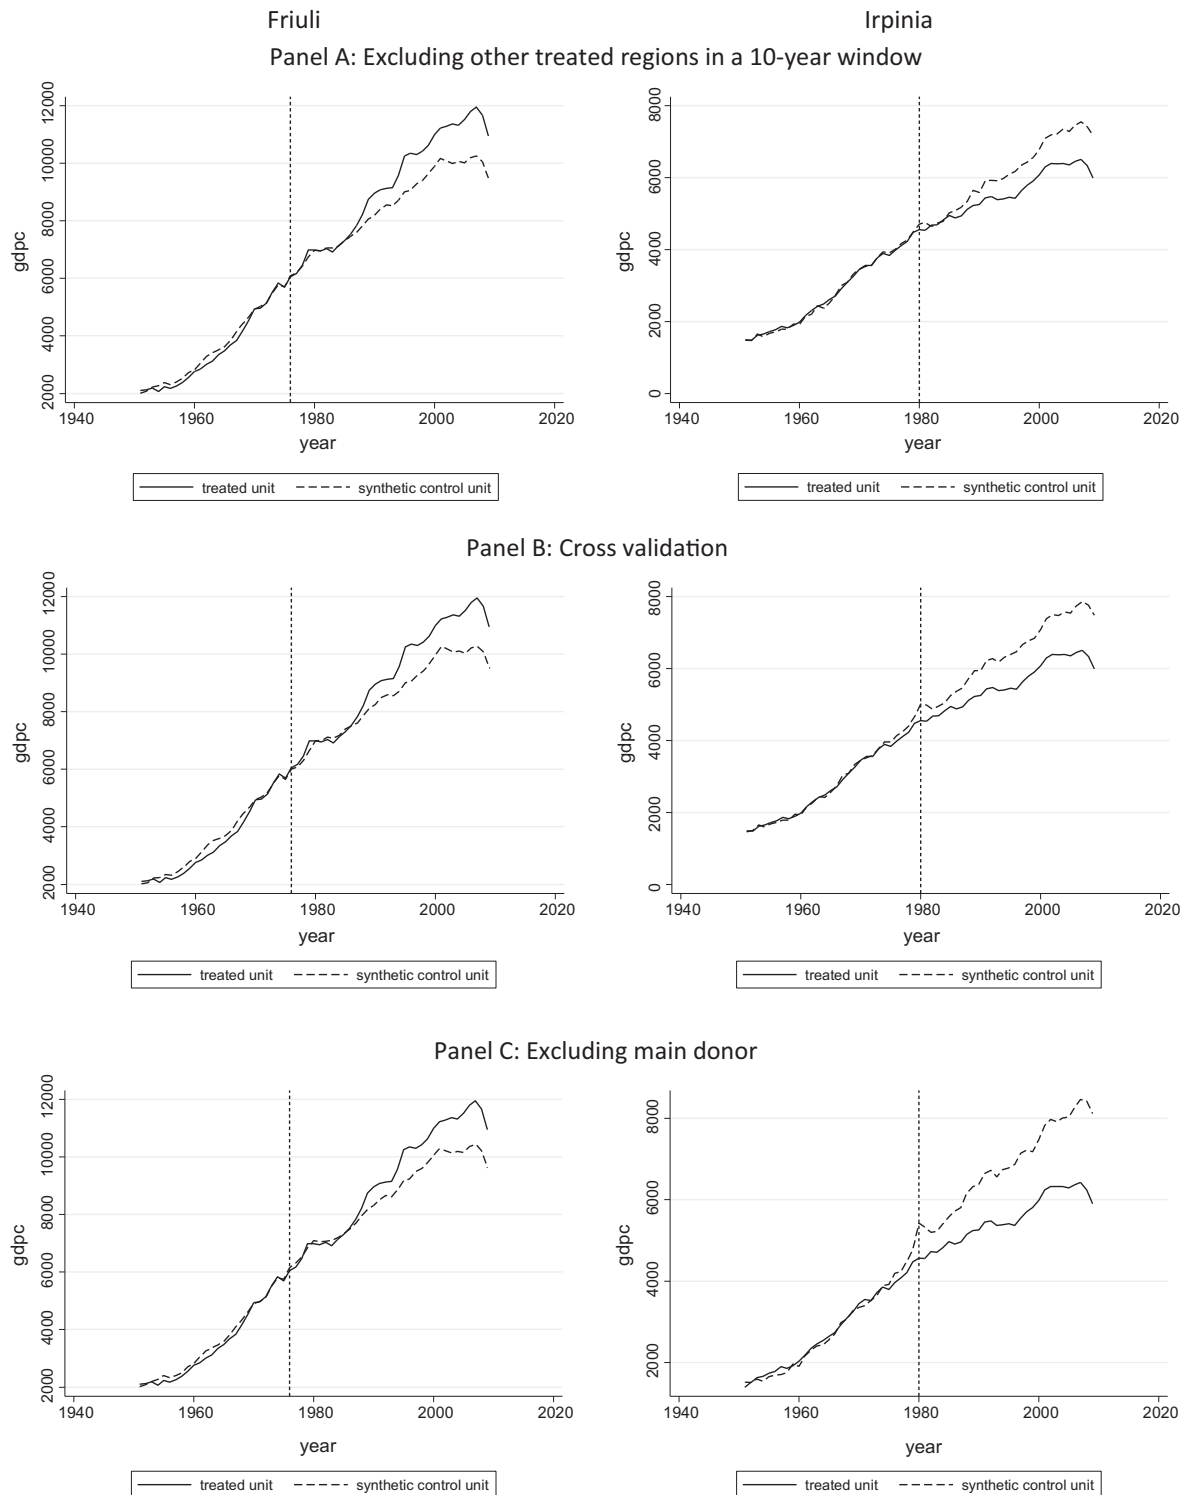 Friuli
Irpinia
Panel A: Excluding other treated regions in a 10-year window
12000
10000
8000
6000
4000
2000
gdpc
1940
1960
1980
2000
2020
year
treated unit
synthetic control unit
8000
6000
4000
2000
0
gdpc
1940
1960
1980
2000
2020
year
treated unit
synthetic control unit
Panel B: Cross validation
12000
10000
8000
6000
4000
2000
gdpc
1940
1960
1980
2000
2020
year
treated unit
synthetic control unit
8000
6000
4000
2000
0
gdpc
1940
1960
1980
2000
2020
year
treated unit
synthetic control unit
Panel C: Excluding main donor
12000
10000
8000
6000
4000
2000
gdpc
1940
1960
1980
2000
2020
year
treated unit
synthetic control unit
8000
6000
4000
2000
gdpc
1940
1960
1980
2000
2020
year
treated unit
synthetic control unit